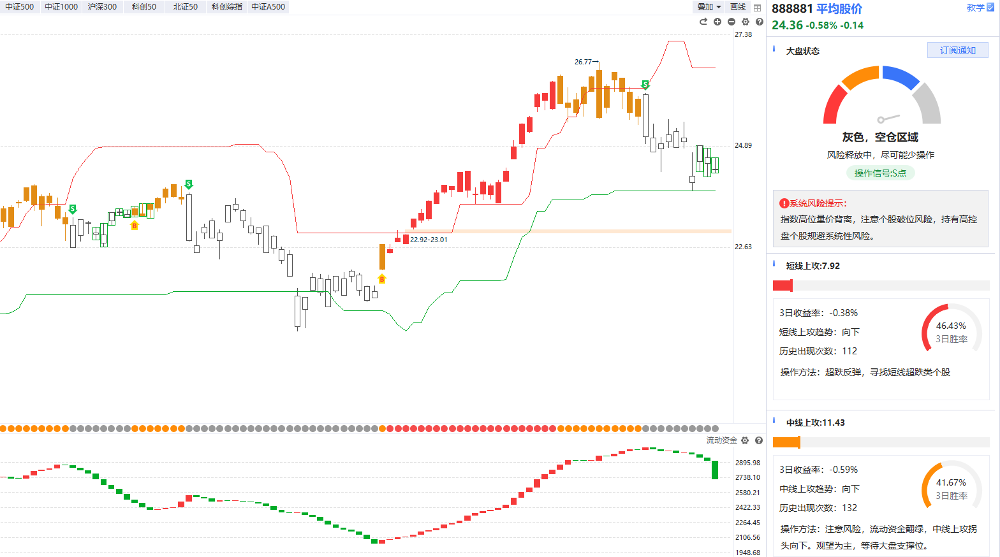 中证500 中证1000 沪深300 科创50 北证50 科创综指 中证A500
叠加 画线
888881 平均股价 教学
24.36 -0.58% -0.14
27.38
26.77
S
24.89
S
S
B
22.92-23.01
22.63
B
流动资金
2895.98
2738.10
2580.21
2422.33
2264.45
2106.56
1948.68
大盘状态 订阅通知
灰色，空仓区域
风险释放中，尽可能少操作
操作信号:S点
系统风险提示：
指数高位量价背离，注意个股破位风险，持有高控
盘个股规避系统性风险。
短线上攻:7.92
3日收益率：-0.38%
短线上攻趋势：向下
历史出现次数：112
46.43%
3日胜率
操作方法：超跌反弹，寻找短线超跌类个股
中线上攻:11.43
3日收益率：-0.59%
中线上攻趋势：向下
历史出现次数：132
41.67%
3日胜率
操作方法：注意风险，流动资金翻绿，中线上攻拐
头向下。观望为主，等待大盘支撑位。